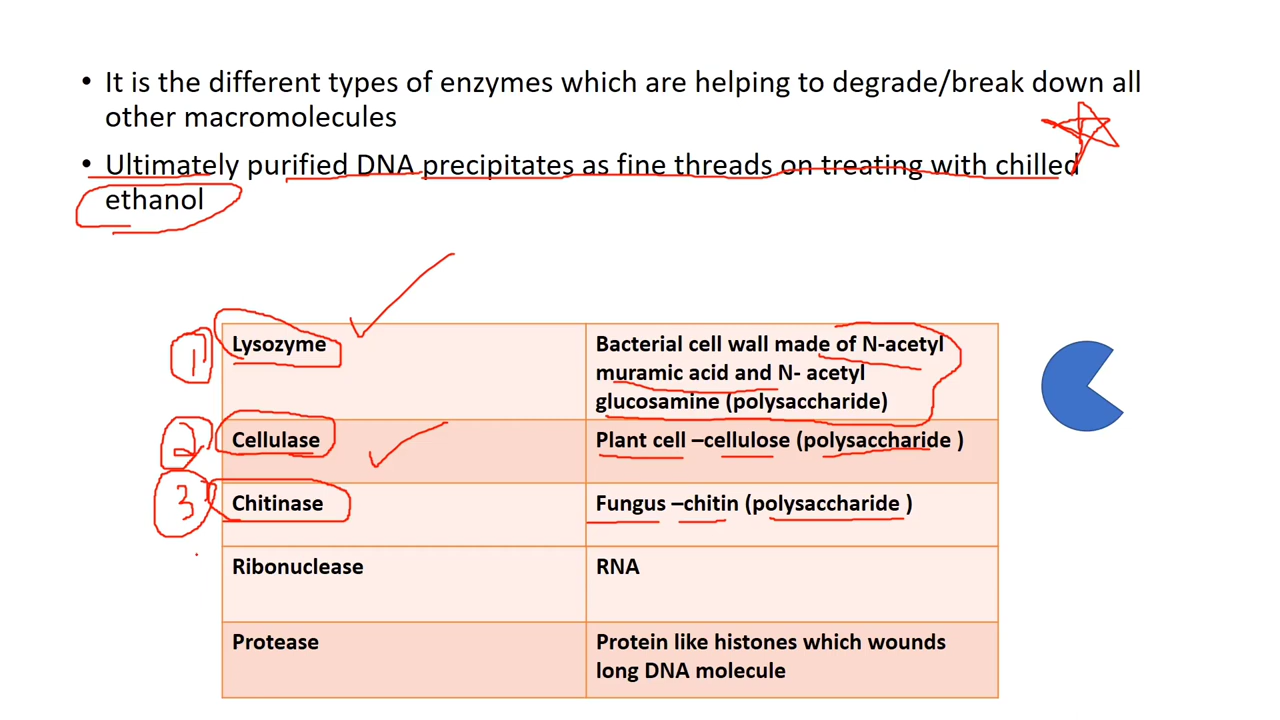 • It is the different types of enzymes which are helping to degrade/break down all
other macromolecules
• Ultimately purified DNA precipitates as fine threads on treating with chilled
ethanol
1
Lysozyme
Bacterial cell wall made of N-acetyl
muramic acid and N- acetyl
glucosamine (polysaccharide)
2
Cellulase
Plant cell –cellulose (polysaccharide )
3
Chitinase
Fungus –chitin (polysaccharide )
Ribonuclease
RNA
Protease
Protein like histones which wounds
long DNA molecule